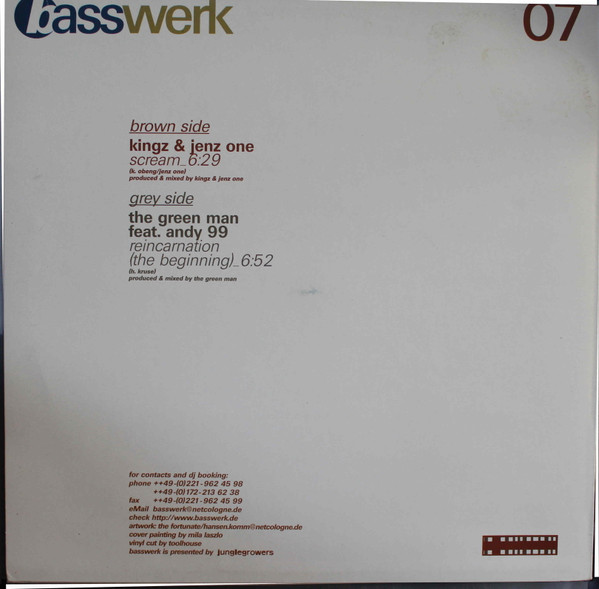 basswerk
07
brown side
kingz & jenz one
scream_6:29
(k. obeng/jenz one)
produced & mixed by kingz & jenz one
grey side
the green man
feat. andy 99
reincarnation
(the beginning)_6:52
(h. kruse)
produced & mixed by the green man
for contacts and dj booking:
phone ++49-(0)221-962 45 98
++49-(0)172-213 62 38
fax ++49-(0)221-962 45 99
eMail basswerk@netcologne.de
check http://www.basswerk.de
artwork: the fortunate/hansen.komm@netcologne.de
cover painting by mila laszlo
vinyl cut by toolhouse
basswerk is presented by junglegrowers